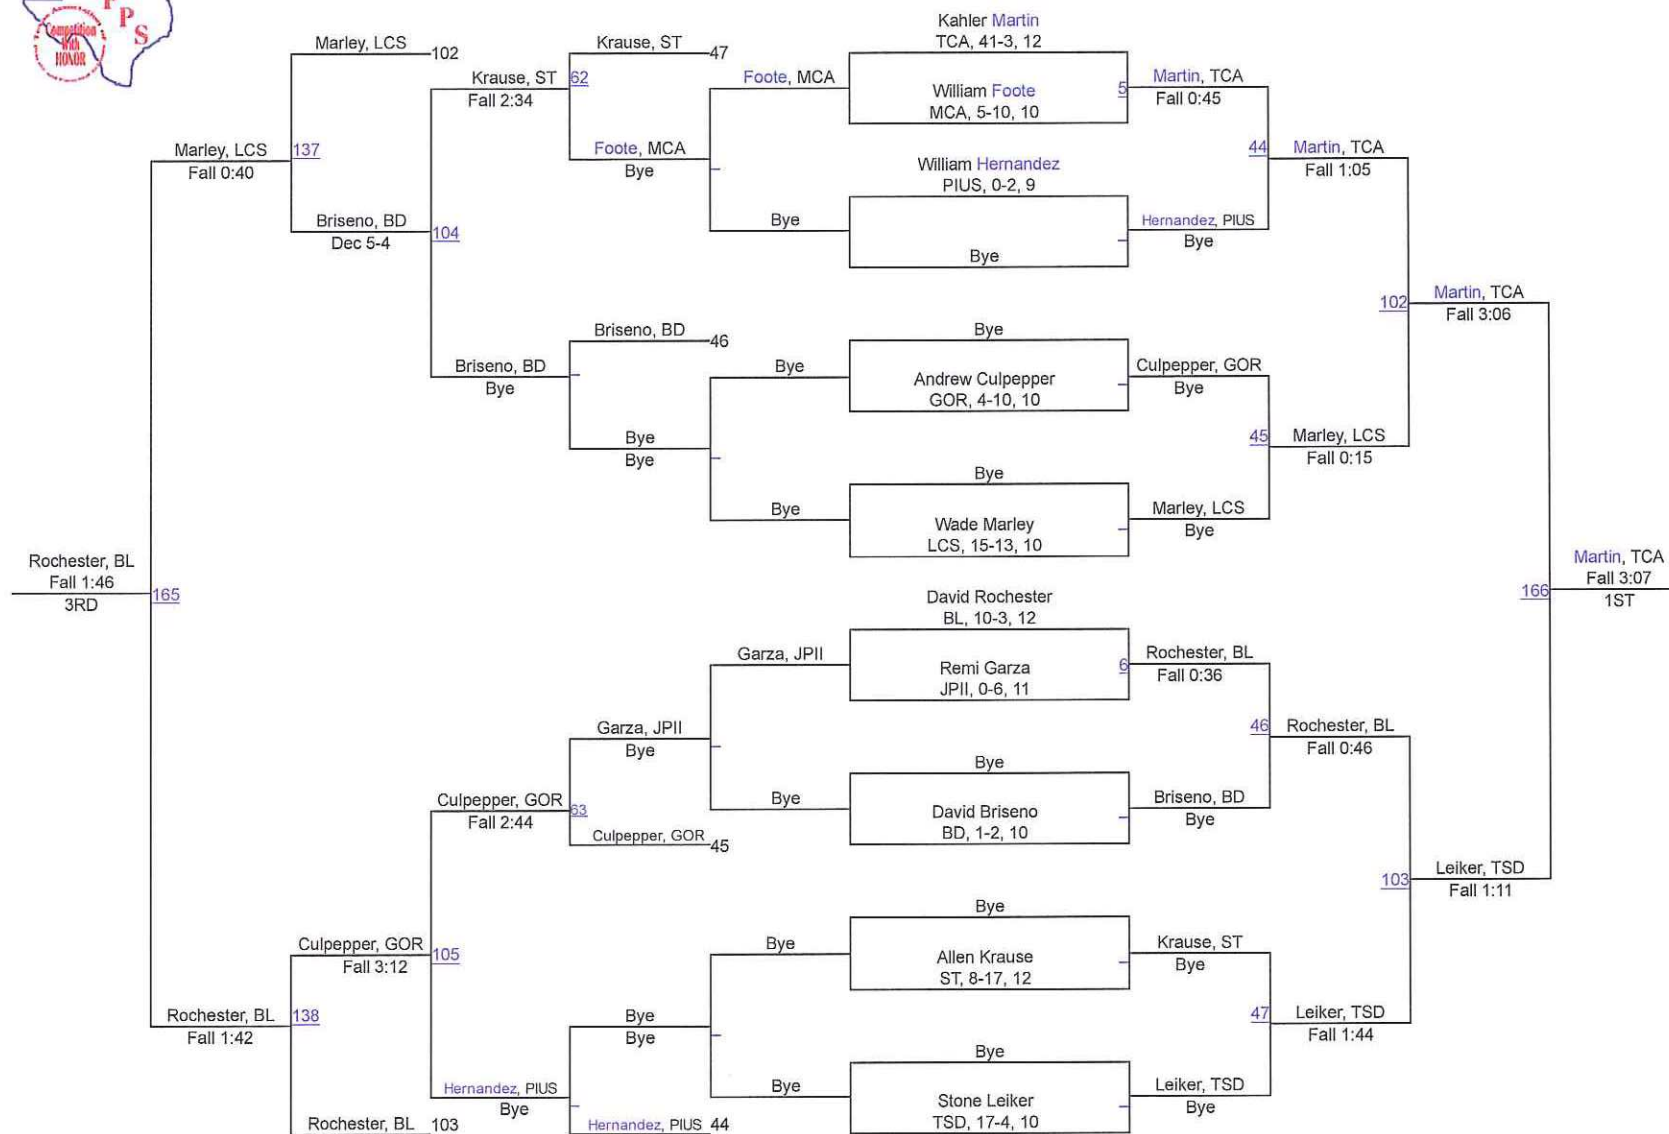 P
P
S
Competition
With
HONOR
Kahler Martin
TCA, 41-3, 12
William Foote
MCA, 5-10, 10
5
Martin, TCA
Fall 0:45
William Hernandez
PIUS, 0-2, 9
Bye
Hernandez, PIUS
Bye
44
Martin, TCA
Fall 1:05
Bye
Andrew Culpepper
GOR, 4-10, 10
Culpepper, GOR
Bye
Bye
Wade Marley
LCS, 15-13, 10
Marley, LCS
Bye
45
Marley, LCS
Fall 0:15
102
Martin, TCA
Fall 3:06
David Rochester
BL, 10-3, 12
Remi Garza
JPII, 0-6, 11
6
Rochester, BL
Fall 0:36
Bye
David Briseno
BD, 1-2, 10
Briseno, BD
Bye
46
Rochester, BL
Fall 0:46
Bye
Allen Krause
ST, 8-17, 12
Krause, ST
Bye
Bye
Stone Leiker
TSD, 17-4, 10
Leiker, TSD
Bye
47
Leiker, TSD
Fall 1:44
103
Leiker, TSD
Fall 1:11
166
Martin, TCA
Fall 3:07
1ST
Foote, MCA
Bye
Foote, MCA
Bye
Krause, ST
47
62
Krause, ST
Fall 2:34
Bye
Bye
Bye
Bye
Briseno, BD
46
Briseno, BD
Bye
104
Briseno, BD
Dec 5-4
Marley, LCS
102
137
Marley, LCS
Fall 0:40
Garza, JPII
Bye
Garza, JPII
Bye
Culpepper, GOR
45
63
Culpepper, GOR
Fall 2:44
Bye
Bye
Bye
Bye
Hernandez, PIUS
44
Hernandez, PIUS
Bye
105
Culpepper, GOR
Fall 3:12
Rochester, BL
103
138
Rochester, BL
Fall 1:42
165
Rochester, BL
Fall 1:46
3RD